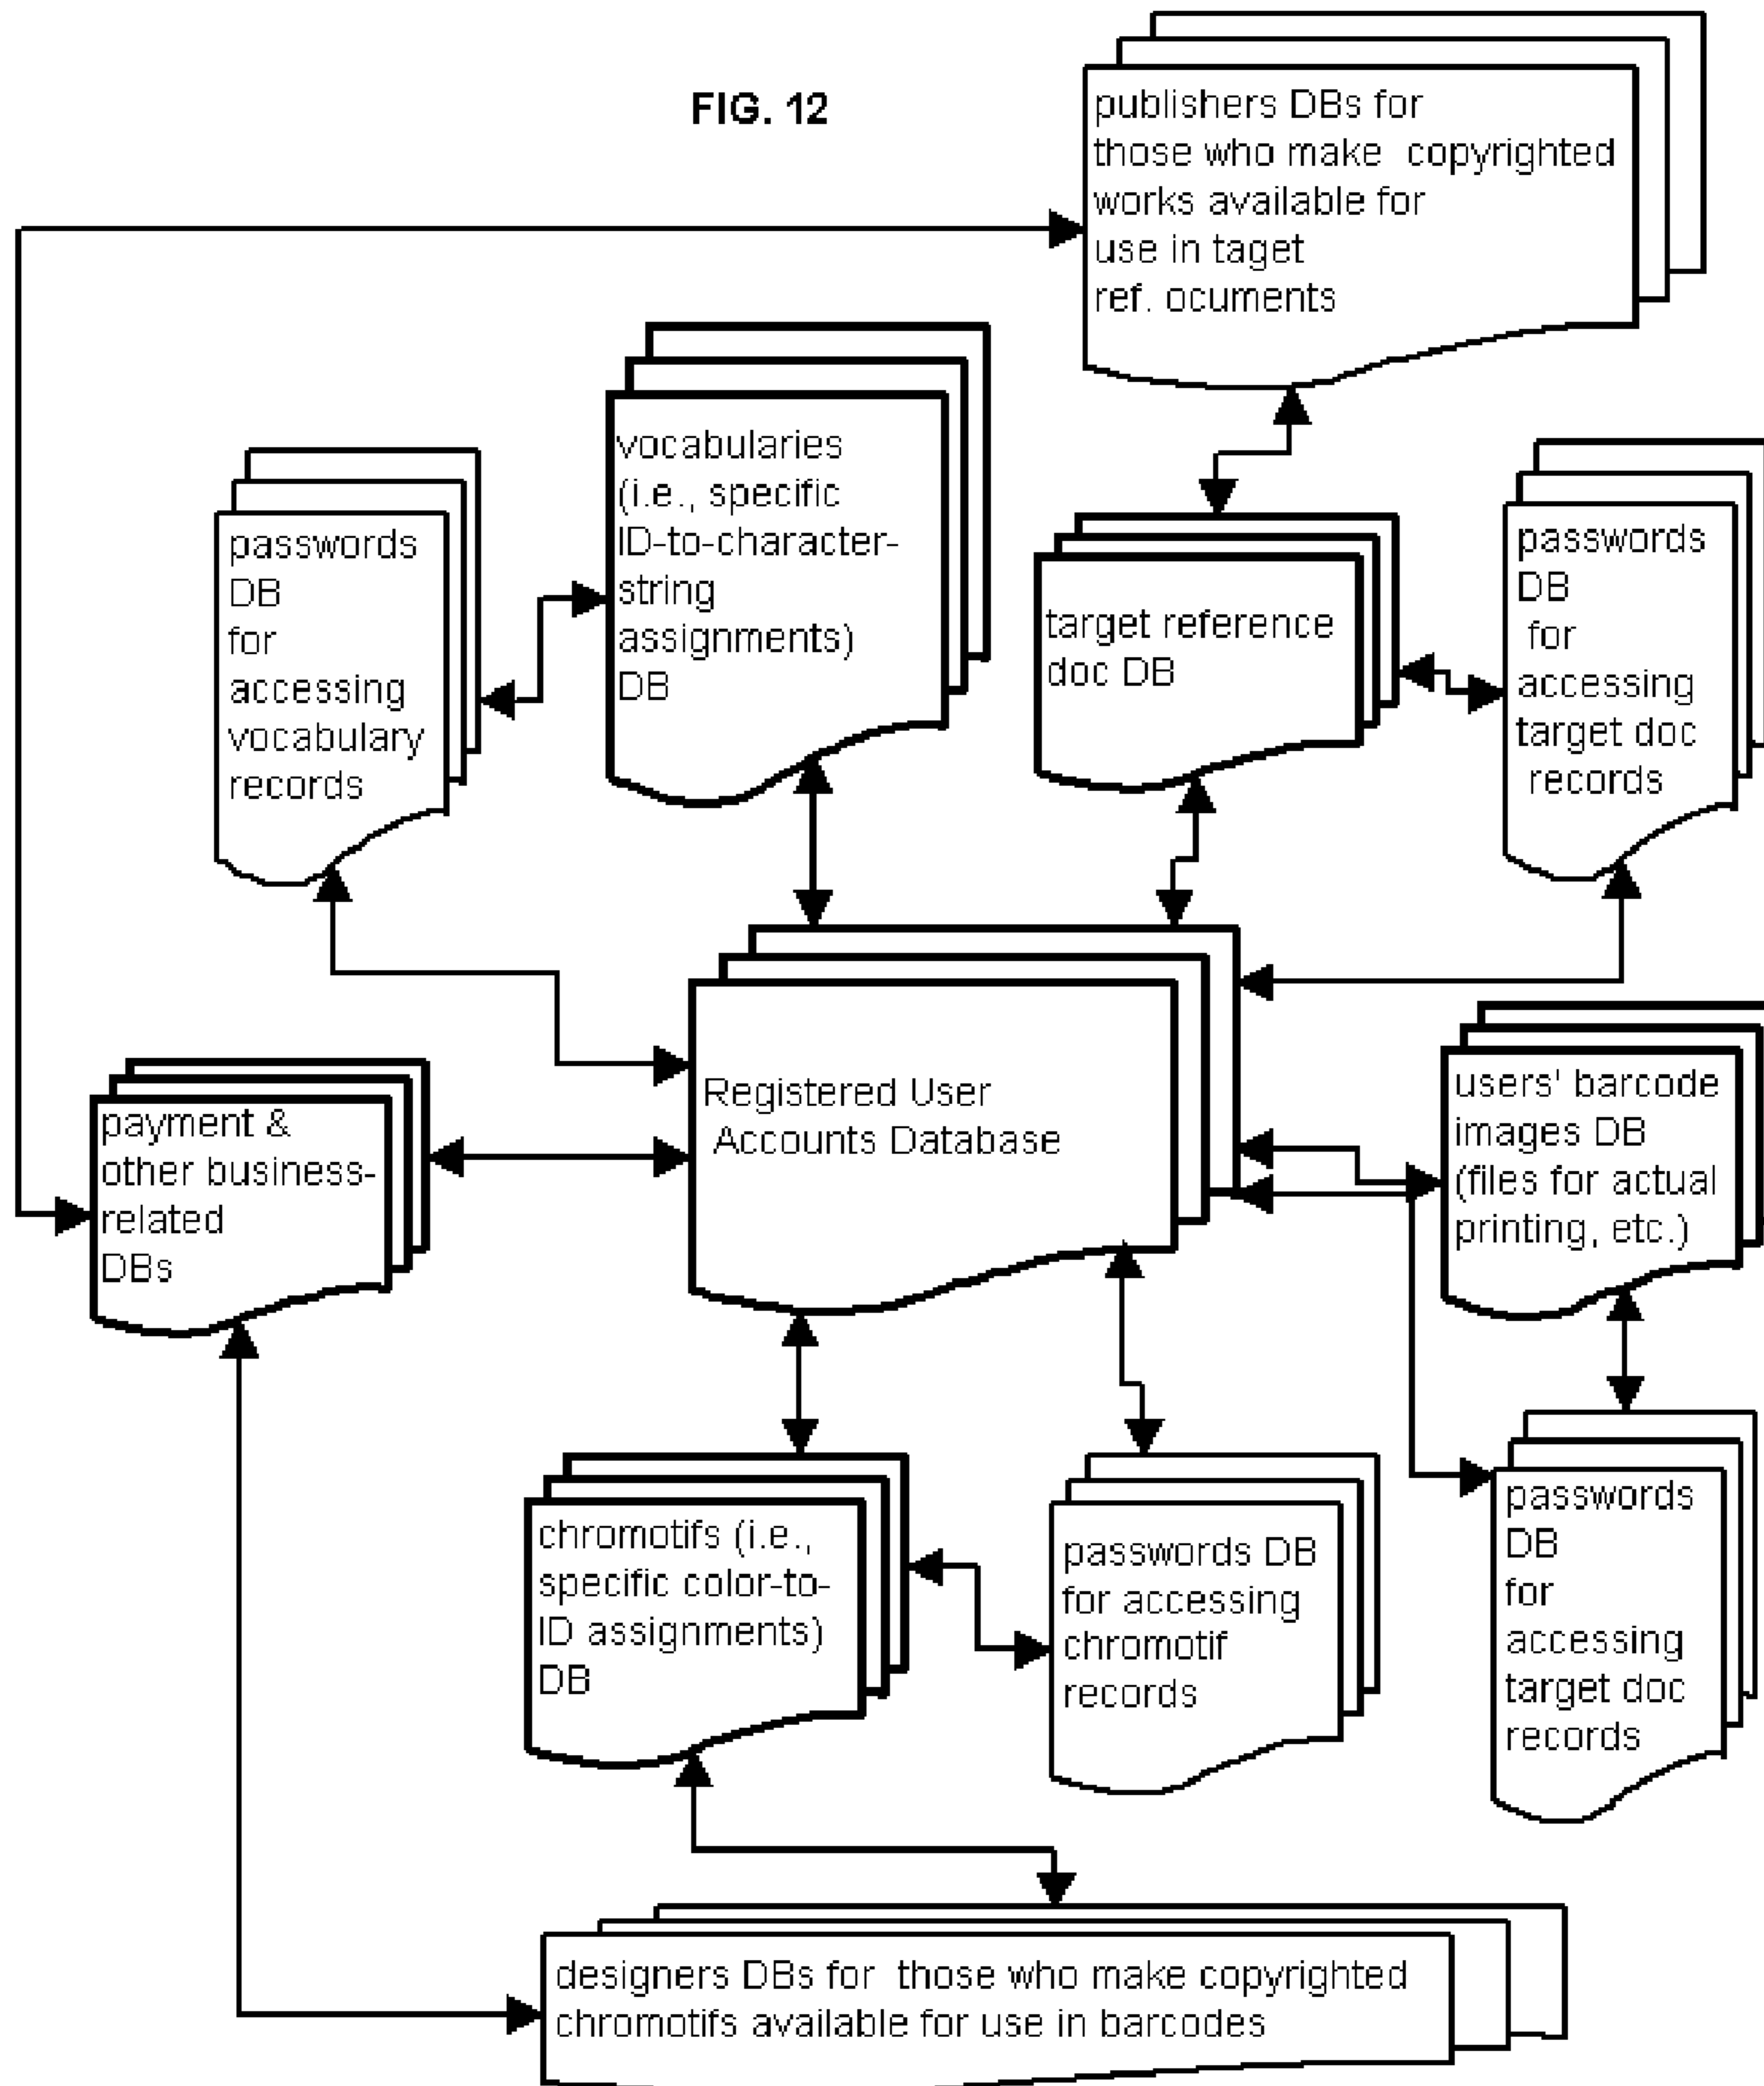 FIG. 12
publishers DBs for
those who make copyrighted
works available for
use in taget
ref. ocuments
vocabularies
(i.e., specific
ID-to-character-
string
assignments)
DB
passwords
DB
for
accessing
vocabulary
records
target reference
doc DB
passwords
DB
for
accessing
target doc
records
Registered User
Accounts Database
payment &
other business-
related
DBs
users' barcode
images DB
(files for actual
printing, etc.)
chromotifs (i.e.,
specific color-to-
ID assignments)
DB
passwords DB
for accessing
chromotif
records
passwords
DB
for
accessing
target doc
records
designers DBs for those who make copyrighted
chromotifs available for use in barcodes